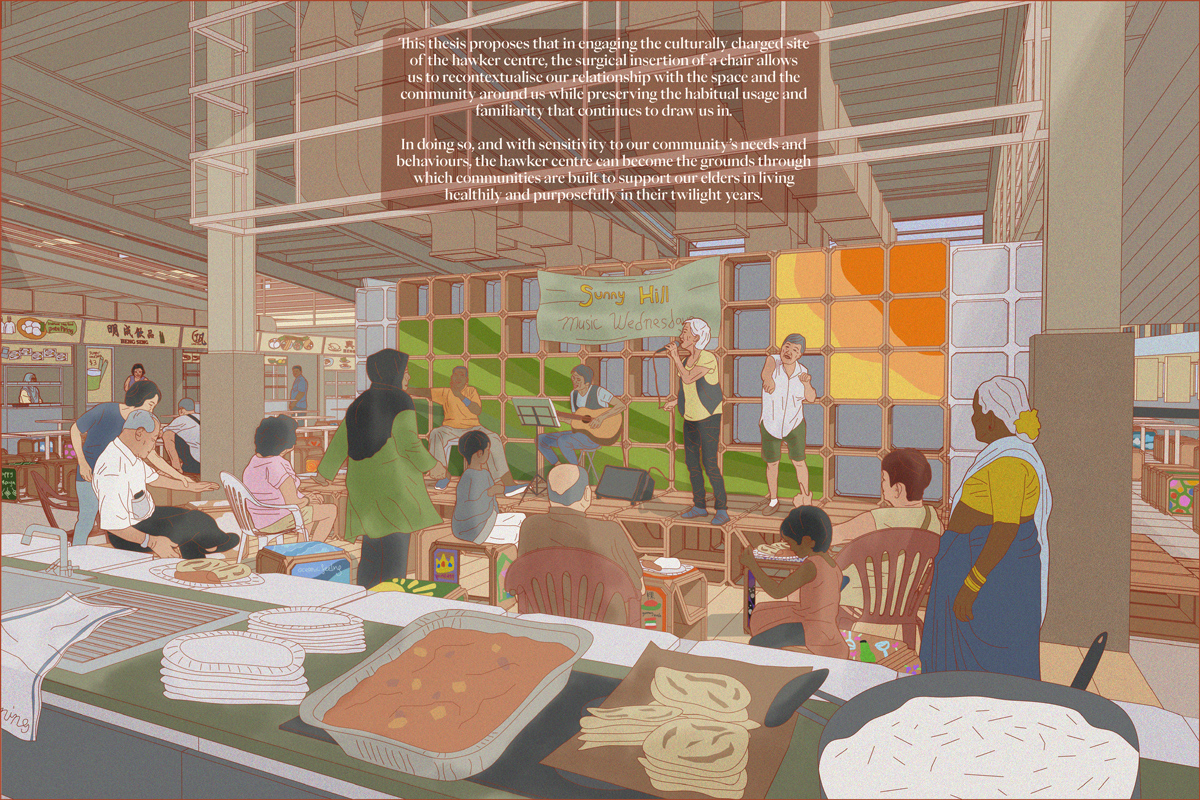 This thesis proposes that in engaging the culturally charged site
of the hawker centre, the surgical insertion of a chair allows
us to recontextualise our relationship with the space and the
community around us while preserving the habitual usage and
familiarity that continues to draw us in.
In doing so, and with sensitivity to our community's needs and
behaviours, the hawker centre can become the grounds through
which communities are built to support our elders in living
healthily and purposefully in their twilight years.
Sunny Hill
Music Wednesday
明成飲品